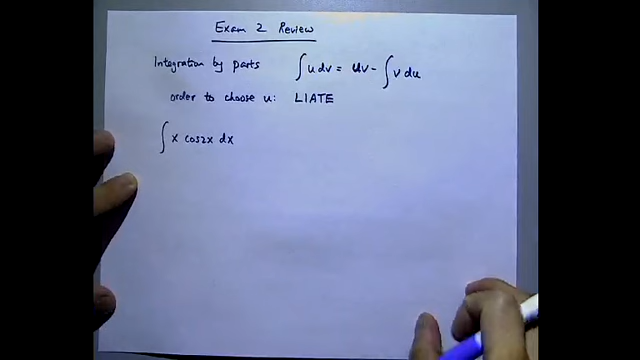 Exam 2 Review
Integration by parts ∫u dv = uv - ∫v du
order to choose u: LIATE
∫x cos2x dx